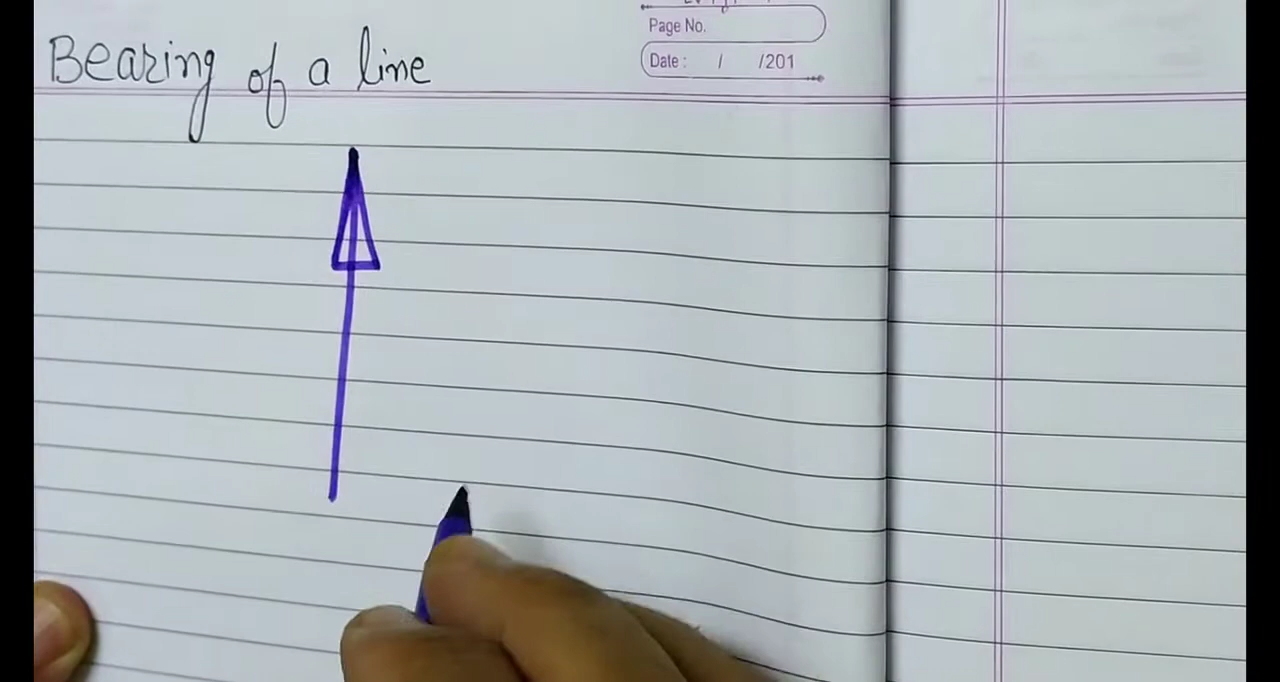 Page No.
Bearing of a line
Date : / /201